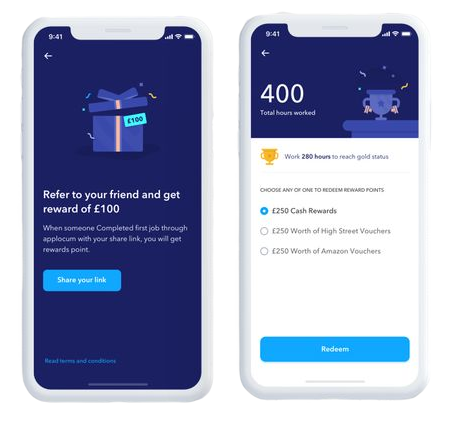 9:41
£100
Refer to your friend and get
reward of £100
When someone Completed first job through
applocum with your share link, you will get
rewards point.
Share your link
Read terms and conditions
9:41
400
Total hours worked
Work 280 hours to reach gold status
CHOOSE ANY OF ONE TO REDEEM REWARD POINTS
£250 Cash Rewards
£250 Worth of High Street Vouchers
£250 Worth of Amazon Vouchers
Redeem